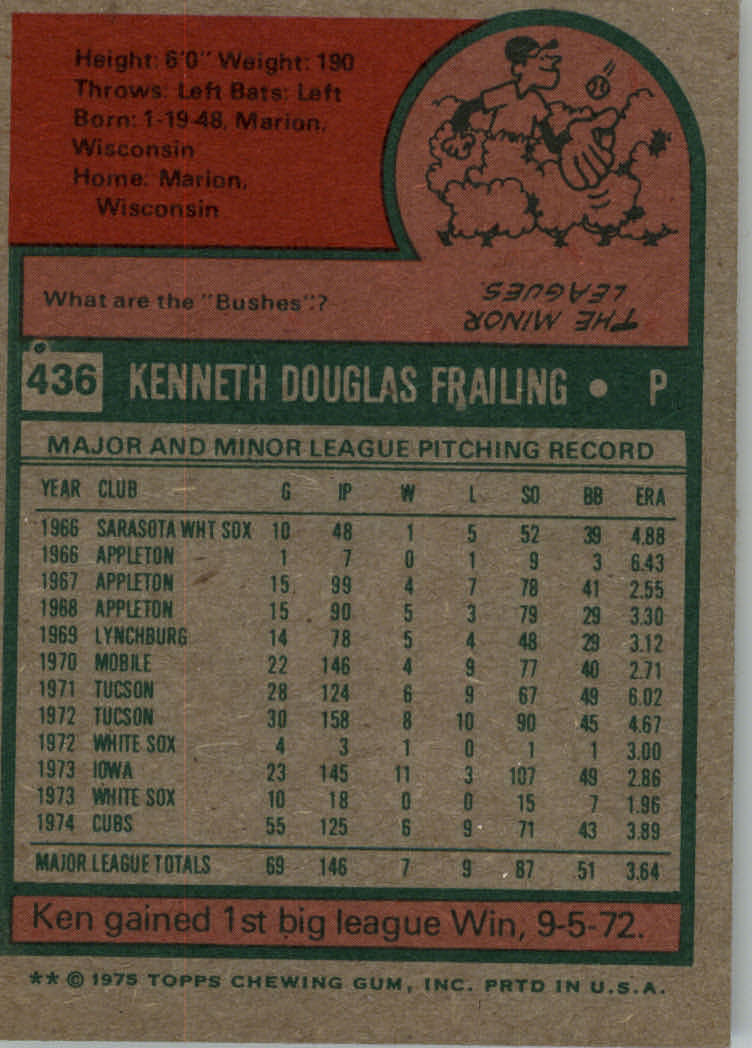 Height: 6'0" Weight: 190
Throws: Left Bats: Left
Born: 1-19-48, Marion,
Wisconsin
Home: Marion,
Wisconsin
What are the "Bushes"?
THE MINOR
LEAGUES.
436 KENNETH DOUGLAS FRAILING • P
MAJOR AND MINOR LEAGUE PITCHING RECORD
YEAR CLUB G IP W L SO BB ERA
1966 SARASOTA WHT SOX 10 48 1 5 52 39 4.88
1966 APPLETON 1 7 0 1 9 3 6.43
1967 APPLETON 15 99 4 7 78 41 2.55
1968 APPLETON 15 90 5 3 79 29 3.30
1969 LYNCHBURG 14 78 5 4 48 29 3.12
1970 MOBILE 22 146 4 9 77 40 2.71
1971 TUCSON 28 124 6 9 67 49 6.02
1972 TUCSON 30 158 8 10 90 45 4.67
1972 WHITE SOX 4 3 1 0 1 1 3.00
1973 IOWA 23 145 11 3 107 49 2.86
1973 WHITE SOX 10 18 0 0 15 7 1.96
1974 CUBS 55 125 6 9 71 43 3.89
MAJOR LEAGUE TOTALS 69 146 7 9 87 51 3.64
Ken gained 1st big league Win, 9-5-72.
** © 1975 TOPPS CHEWING GUM, INC. PRTD IN U.S.A.